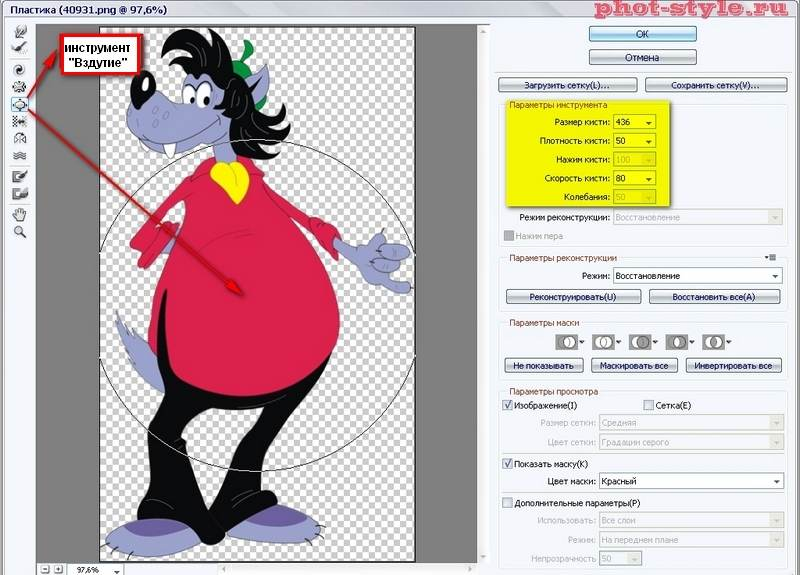 Пластика (40931.png @ 97,6%)
phot-style.ru
инструмент
"Вздутие"
ОК
Отмена
Загрузить сетку(L)...
Сохранить сетку(V)...
Параметры инструмента
Размер кисти: 436
Плотность кисти: 50
Нажим кисти: 100
Скорость кисти: 80
Колебания: 50
Режим реконструкции: Восстановление
Нажим пера
Параметры реконструкции
Режим: Восстановление
Реконструировать(U)
Восстановить все(A)
Параметры маски
Не показывать
Маскировать все
Инвертировать все
Параметры просмотра
Изображение(I)
Сетка(E)
Размер сетки: Средняя
Цвет сетки: Градации серого
Показать маску(K)
Цвет маски: Красный
Дополнительные параметры(P)
Использовать: Все слои
Режим: На переднем плане
Непрозрачность: 50
97,6%